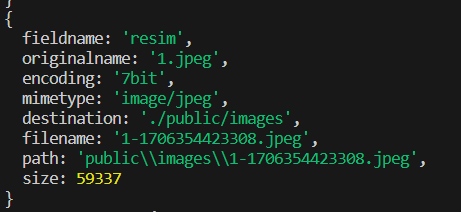 }
{
  fieldname: 'resim',
  originalname: '1.jpeg',
  encoding: '7bit',
  mimetype: 'image/jpeg',
  destination: './public/images',
  filename: '1-1706354423308.jpeg',
  path: 'public\\images\\1-1706354423308.jpeg',
  size: 59337
}